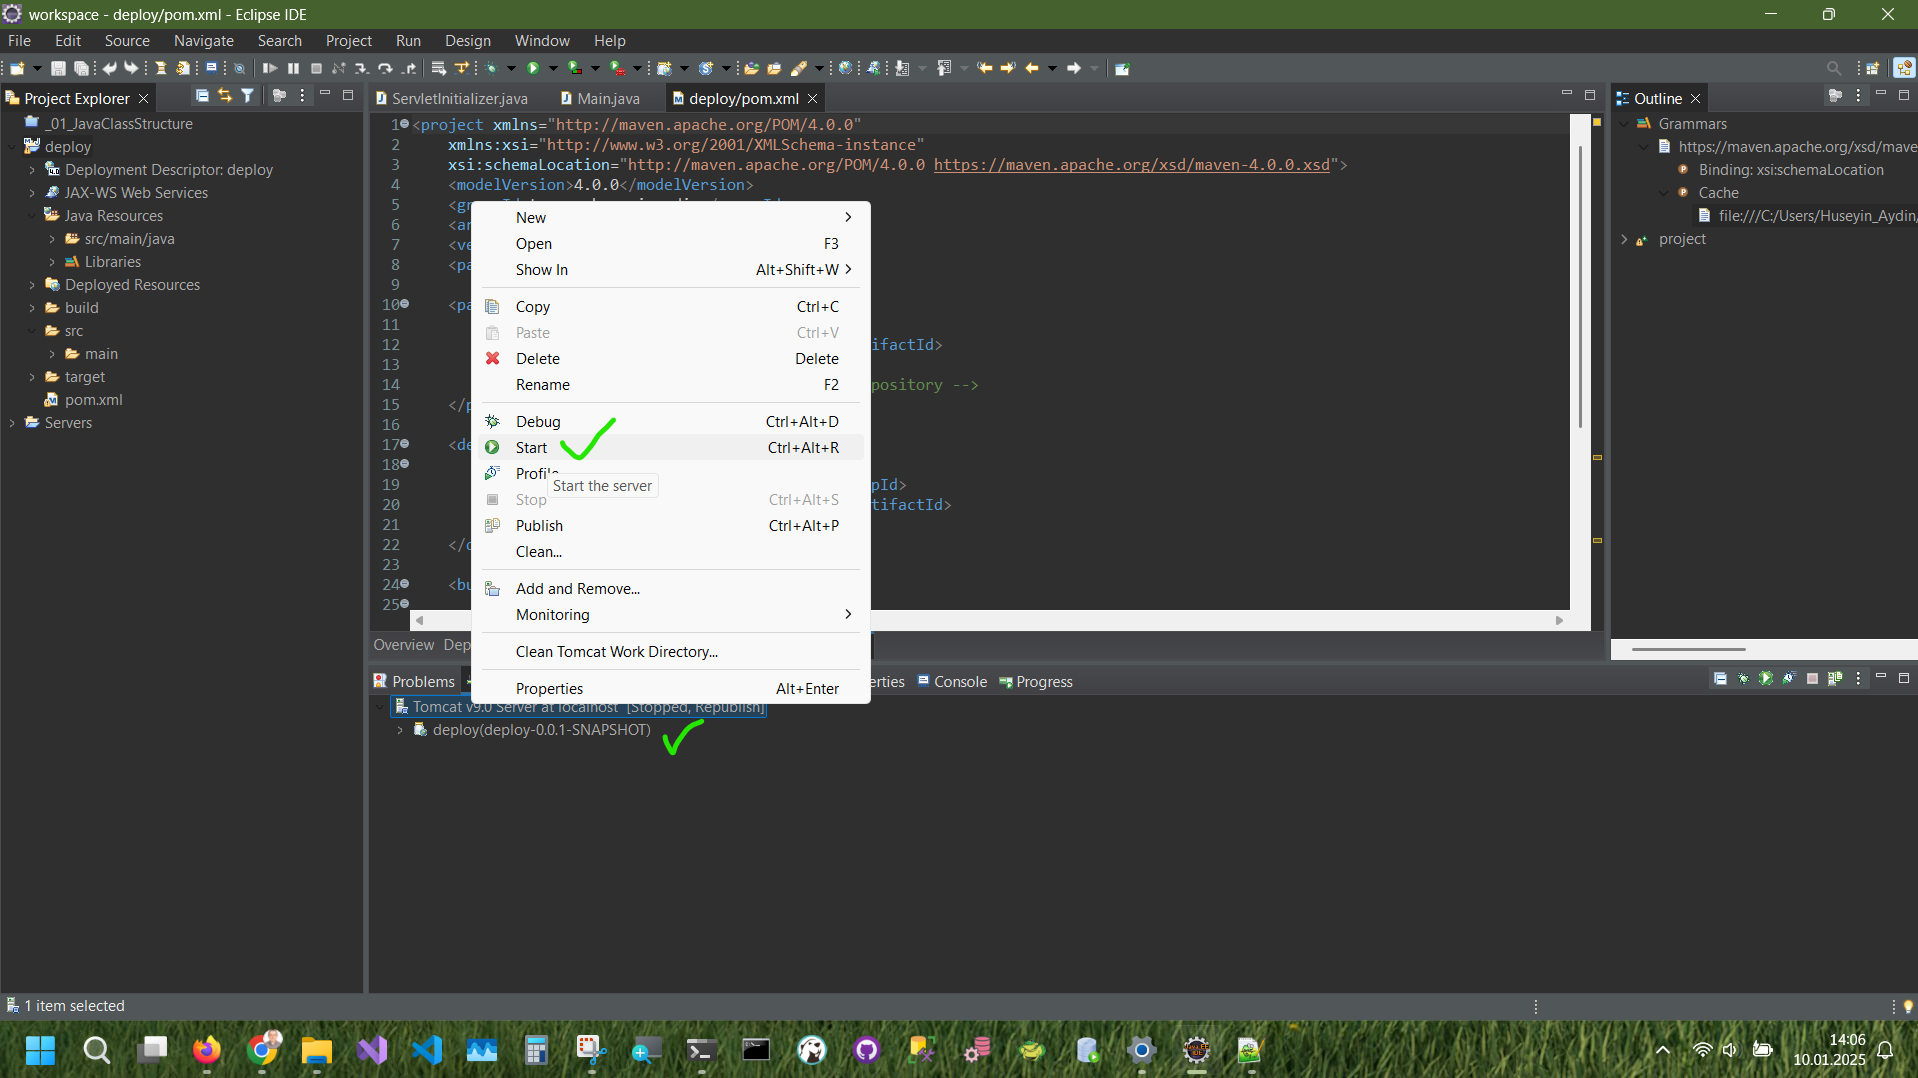 workspace - deploy/pom.xml - Eclipse IDE
File Edit Source Navigate Search Project Run Design Window Help
Project Explorer
_01_JavaClassStructure
deploy
Deployment Descriptor: deploy
JAX-WS Web Services
Java Resources
src/main/java
Libraries
Deployed Resources
build
src
main
target
pom.xml
Servers
ServletInitializer.java Main.java deploy/pom.xml
1 <project xmlns="http://maven.apache.org/POM/4.0.0"
2 xmlns:xsi="http://www.w3.org/2001/XMLSchema-instance"
3 xsi:schemaLocation="http://maven.apache.org/POM/4.0.0 https://maven.apache.org/xsd/maven-4.0.0.xsd">
4 <modelVersion>4.0.0</modelVersion>
5 <gr
6 <ar
7 <ve
8 <pa
9
10 <pa
11
12 ifactId>
13
14 pository -->
15 </p
16
17 <de
18
19 pId>
20 tifactId>
21
22 </d
23
24 <bu
25
New
Open F3
Show In Alt+Shift+W
Copy Ctrl+C
Paste Ctrl+V
Delete Delete
Rename F2
Debug Ctrl+Alt+D
Start Ctrl+Alt+R
Profile
Start the server
Stop Ctrl+Alt+S
Publish Ctrl+Alt+P
Clean...
Add and Remove...
Monitoring
Clean Tomcat Work Directory...
Properties Alt+Enter
Overview Dep
Problems erties Console Progress
Tomcat v9.0 Server at localhost [Stopped, Republish]
deploy(deploy-0.0.1-SNAPSHOT)
Outline
Grammars
https://maven.apache.org/xsd/mave
Binding: xsi:schemaLocation
Cache
file:///C:/Users/Huseyin_Aydin/
project
1 item selected
14:06
10.01.2025